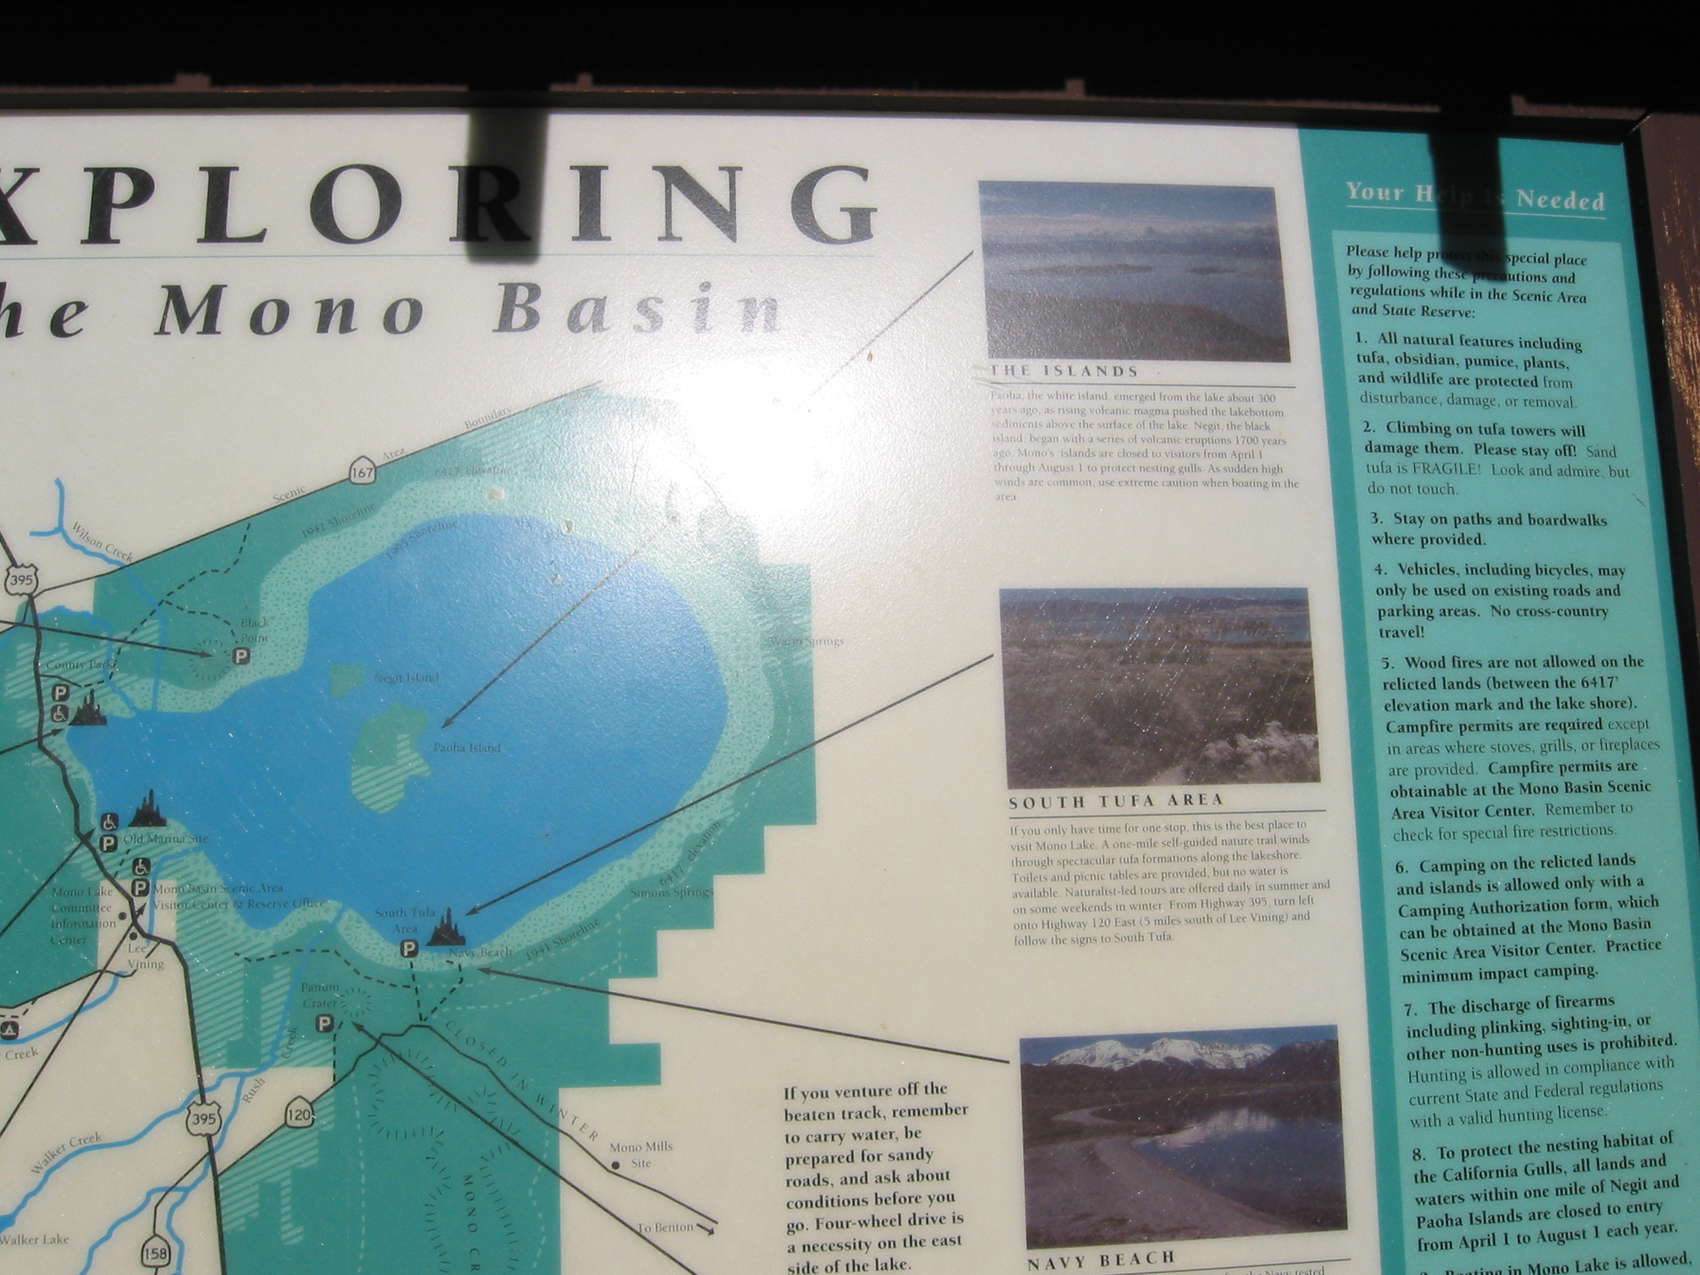 XPLORING
he Mono Basin
Scenic
Area
Boundary
167
6417' elevation
1941 Shoreline
Shoreline
Wilson Creek
395
Black
Point
P
County Park
P
Negit Island
Paoha Island
Warm Springs
Old Marina Site
P
P
Mono Basin Scenic Area
Visitor Center & Reserve Office
Mono Lake
Committee
Information
Center
Lee
Vining
South Tufa
Area
P
Navy Beach
1941 Shoreline
Simons Springs
6417' elevation
Panum
Crater
P
Creek
Rush
Creek
CLOSED IN WINTER
120
395
Walker Creek
Walker Lake
158
MONO CR
Mono Mills
Site
To Benton
If you venture off the
beaten track, remember
to carry water, be
prepared for sandy
roads, and ask about
conditions before you
go. Four-wheel drive is
a necessity on the east
side of the lake.
THE ISLANDS
Paoha, the white island, emerged from the lake about 300
years ago, as rising volcanic magma pushed the lakebottom
sediments above the surface of the lake. Negit, the black
island, began with a series of volcanic eruptions 1700 years
ago. Mono's islands are closed to visitors from April 1
through August 1 to protect nesting gulls. As sudden high
winds are common, use extreme caution when boating in the
area.
SOUTH TUFA AREA
If you only have time for one stop, this is the best place to
visit Mono Lake. A one-mile self-guided nature trail winds
through spectacular tufa formations along the lakeshore.
Toilets and picnic tables are provided, but no water is
available. Naturalist-led tours are offered daily in summer and
on some weekends in winter. From Highway 395, turn left
onto Highway 120 East (5 miles south of Lee Vining) and
follow the signs to South Tufa.
NAVY BEACH
the Navy tested
Your Help Is Needed
Please help protect this special place
by following these precautions and
regulations while in the Scenic Area
and State Reserve:
1. All natural features including
tufa, obsidian, pumice, plants,
and wildlife are protected from
disturbance, damage, or removal.
2. Climbing on tufa towers will
damage them. Please stay off! Sand
tufa is FRAGILE! Look and admire, but
do not touch.
3. Stay on paths and boardwalks
where provided.
4. Vehicles, including bicycles, may
only be used on existing roads and
parking areas. No cross-country
travel!
5. Wood fires are not allowed on the
relicted lands (between the 6417'
elevation mark and the lake shore).
Campfire permits are required except
in areas where stoves, grills, or fireplaces
are provided. Campfire permits are
obtainable at the Mono Basin Scenic
Area Visitor Center. Remember to
check for special fire restrictions.
6. Camping on the relicted lands
and islands is allowed only with a
Camping Authorization form, which
can be obtained at the Mono Basin
Scenic Area Visitor Center. Practice
minimum impact camping.
7. The discharge of firearms
including plinking, sighting-in, or
other non-hunting uses is prohibited.
Hunting is allowed in compliance with
current State and Federal regulations
with a valid hunting license.
8. To protect the nesting habitat of
the California Gulls, all lands and
waters within one mile of Negit and
Paoha Islands are closed to entry
from April 1 to August 1 each year.
Boating in Mono Lake is allowed,